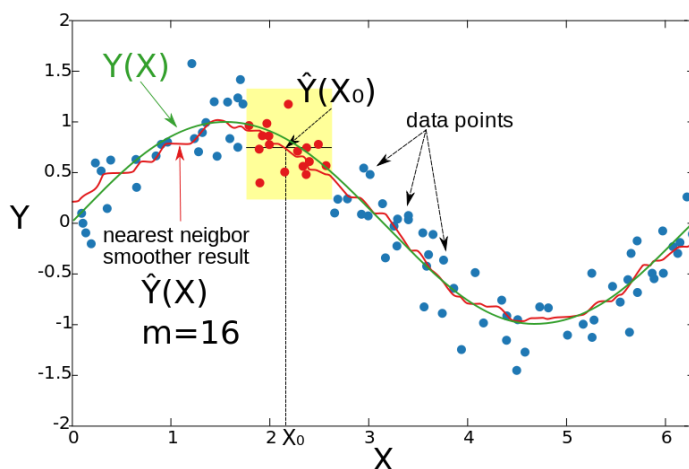 2
1.5
1
0.5
0
-0.5
-1
-1.5
-2
Y
Y(X)
Ŷ(X₀)
data points
nearest neigbor
smoother result
Ŷ(X)
m=16
0
1
2
X₀
3
4
5
6
X